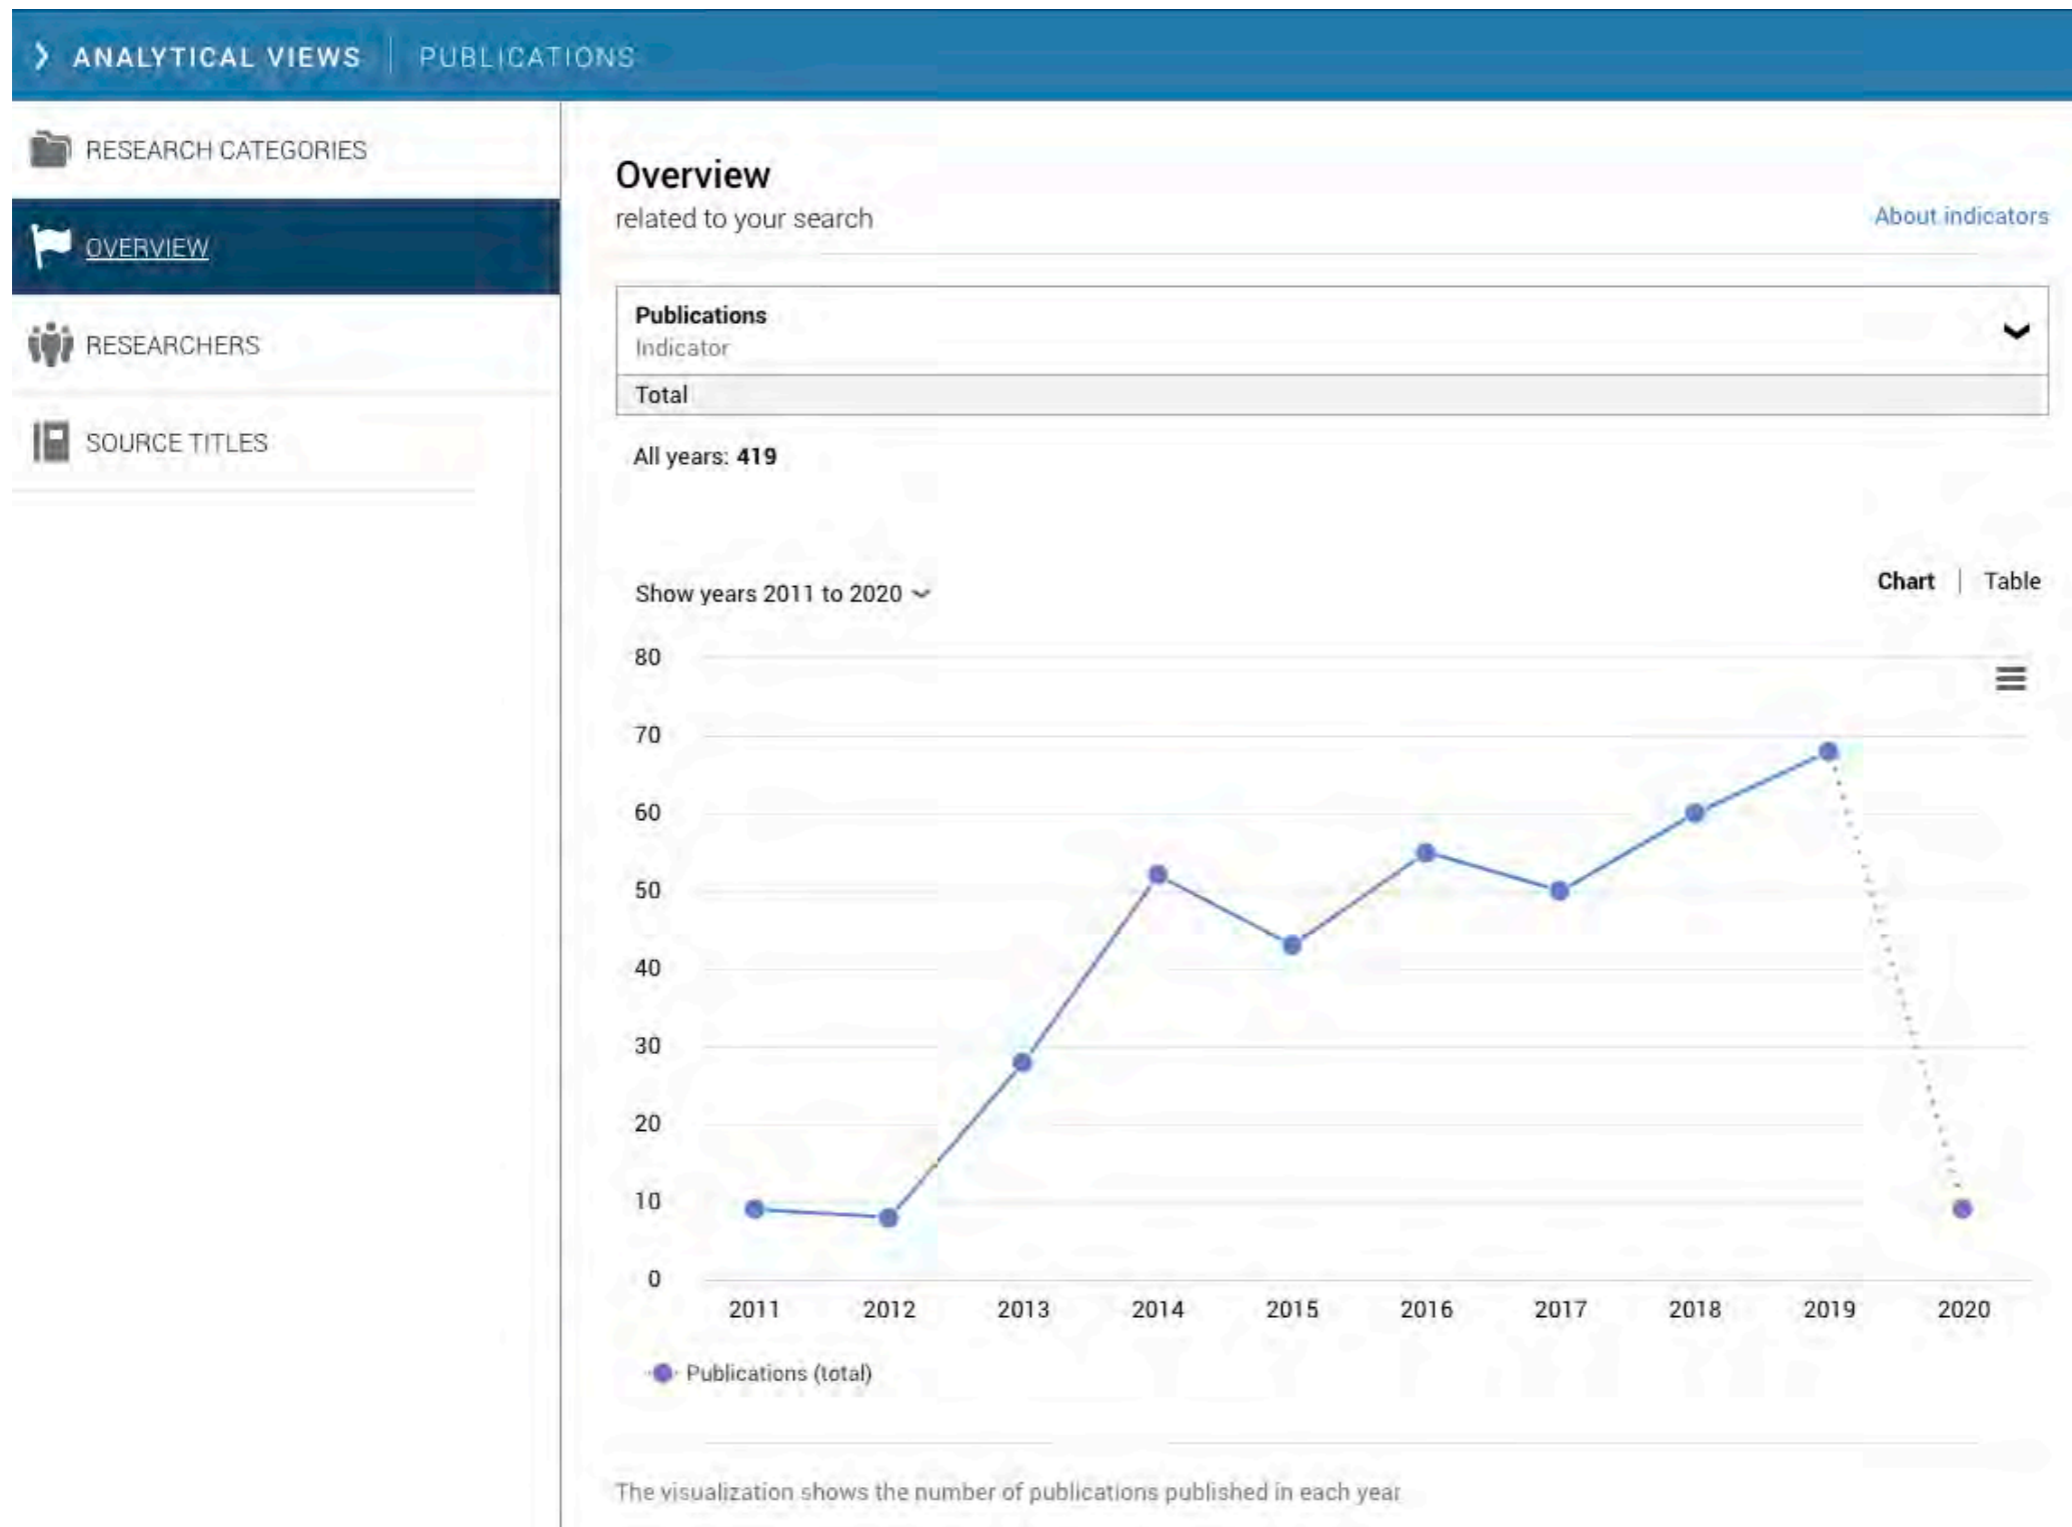 ANALYTICAL VIEWS | PUBLICATIONS
RESEARCH CATEGORIES
OVERVIEW
RESEARCHERS
SOURCE TITLES
Overview
related to your search
About indicators
Publications
Indicator
Total
All years: 419
Show years 2011 to 2020
Chart | Table
80
70
60
50
40
30
20
10
0
2011 2012 2013 2014 2015 2016 2017 2018 2019 2020
Publications (total)
The visualization shows the number of publications published in each year